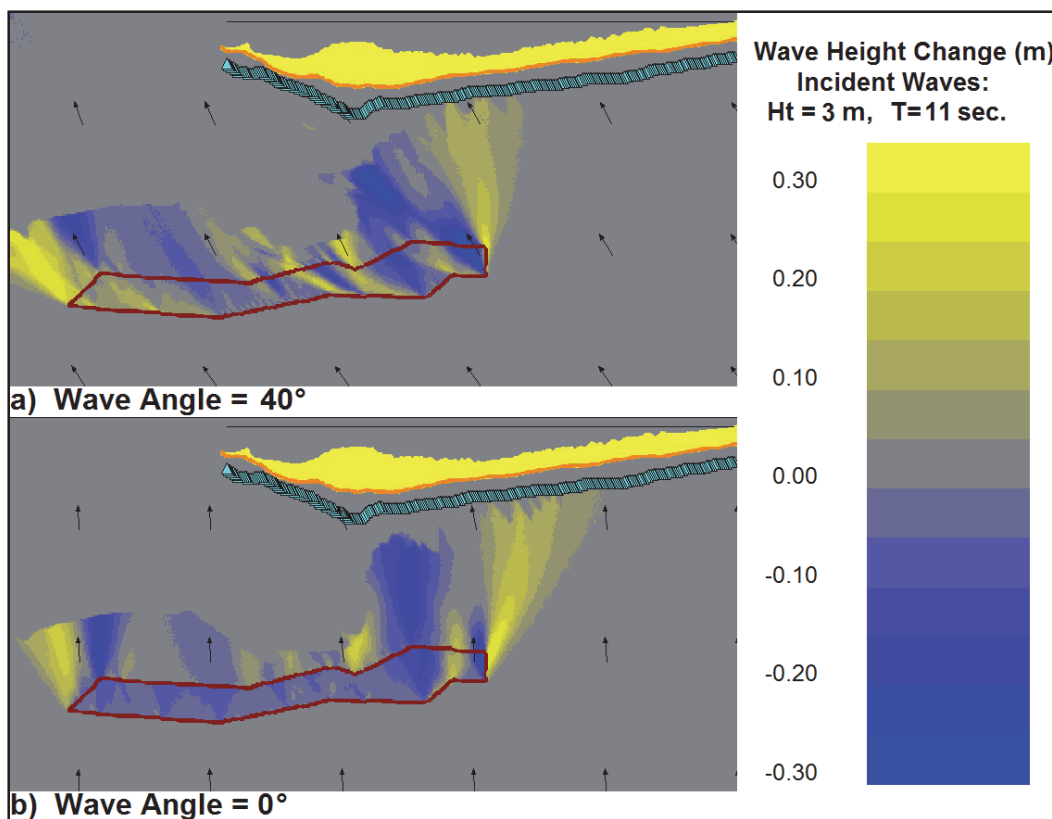 Wave Height Change (m)
Incident Waves:
Ht = 3 m, T=11 sec.
0.30
0.20
0.10
0.00
-0.10
-0.20
-0.30
a) Wave Angle = 40°
b) Wave Angle = 0°